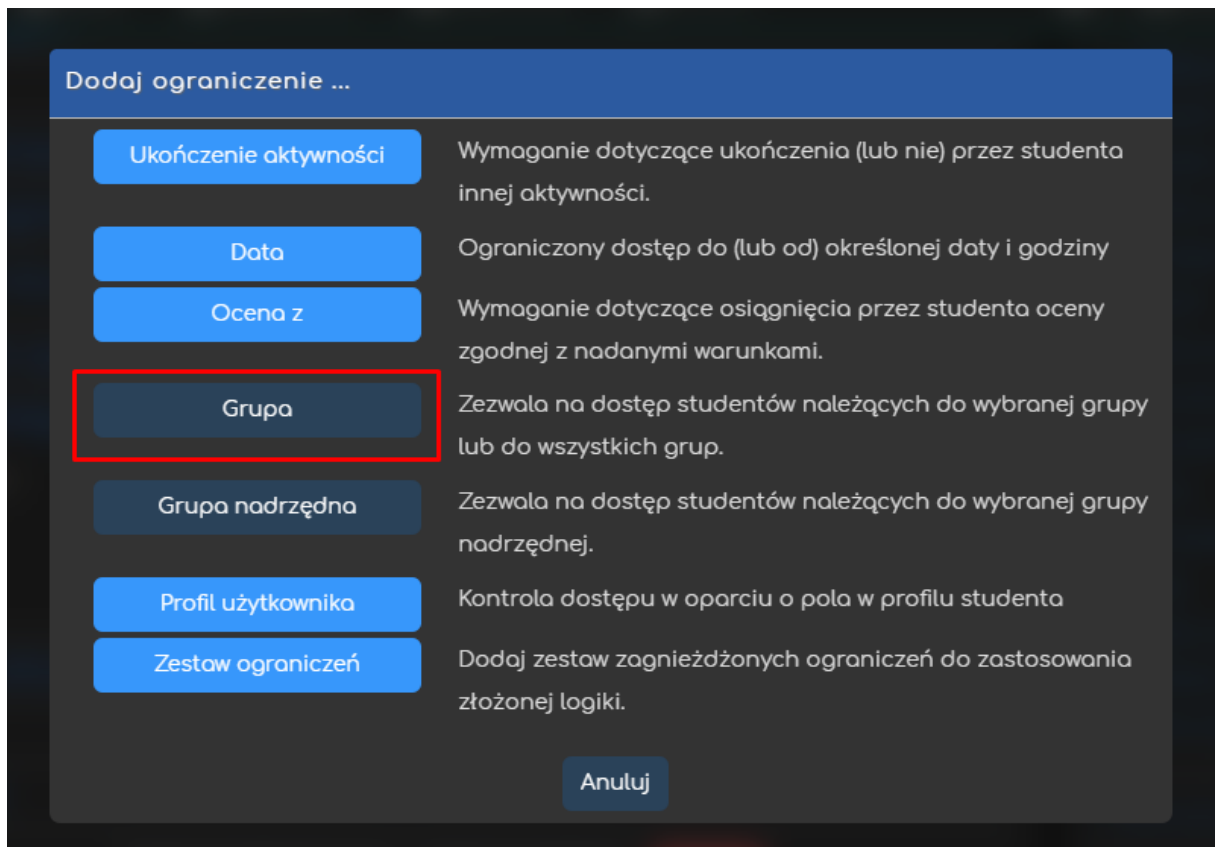 Dodaj ograniczenie ...
Ukończenie aktywności
Wymaganie dotyczące ukończenia (lub nie) przez studenta
innej aktywności.
Data
Ograniczony dostęp do (lub od) określonej daty i godziny
Ocena z
Wymaganie dotyczące osiągnięcia przez studenta oceny
zgodnej z nadanymi warunkami.
Grupa
Zezwala na dostęp studentów należących do wybranej grupy
lub do wszystkich grup.
Grupa nadrzędna
Zezwala na dostęp studentów należących do wybranej grupy
nadrzędnej.
Profil użytkownika
Kontrola dostępu w oparciu o pola w profilu studenta
Zestaw ograniczeń
Dodaj zestaw zagnieżdżonych ograniczeń do zastosowania
złożonej logiki.
Anuluj